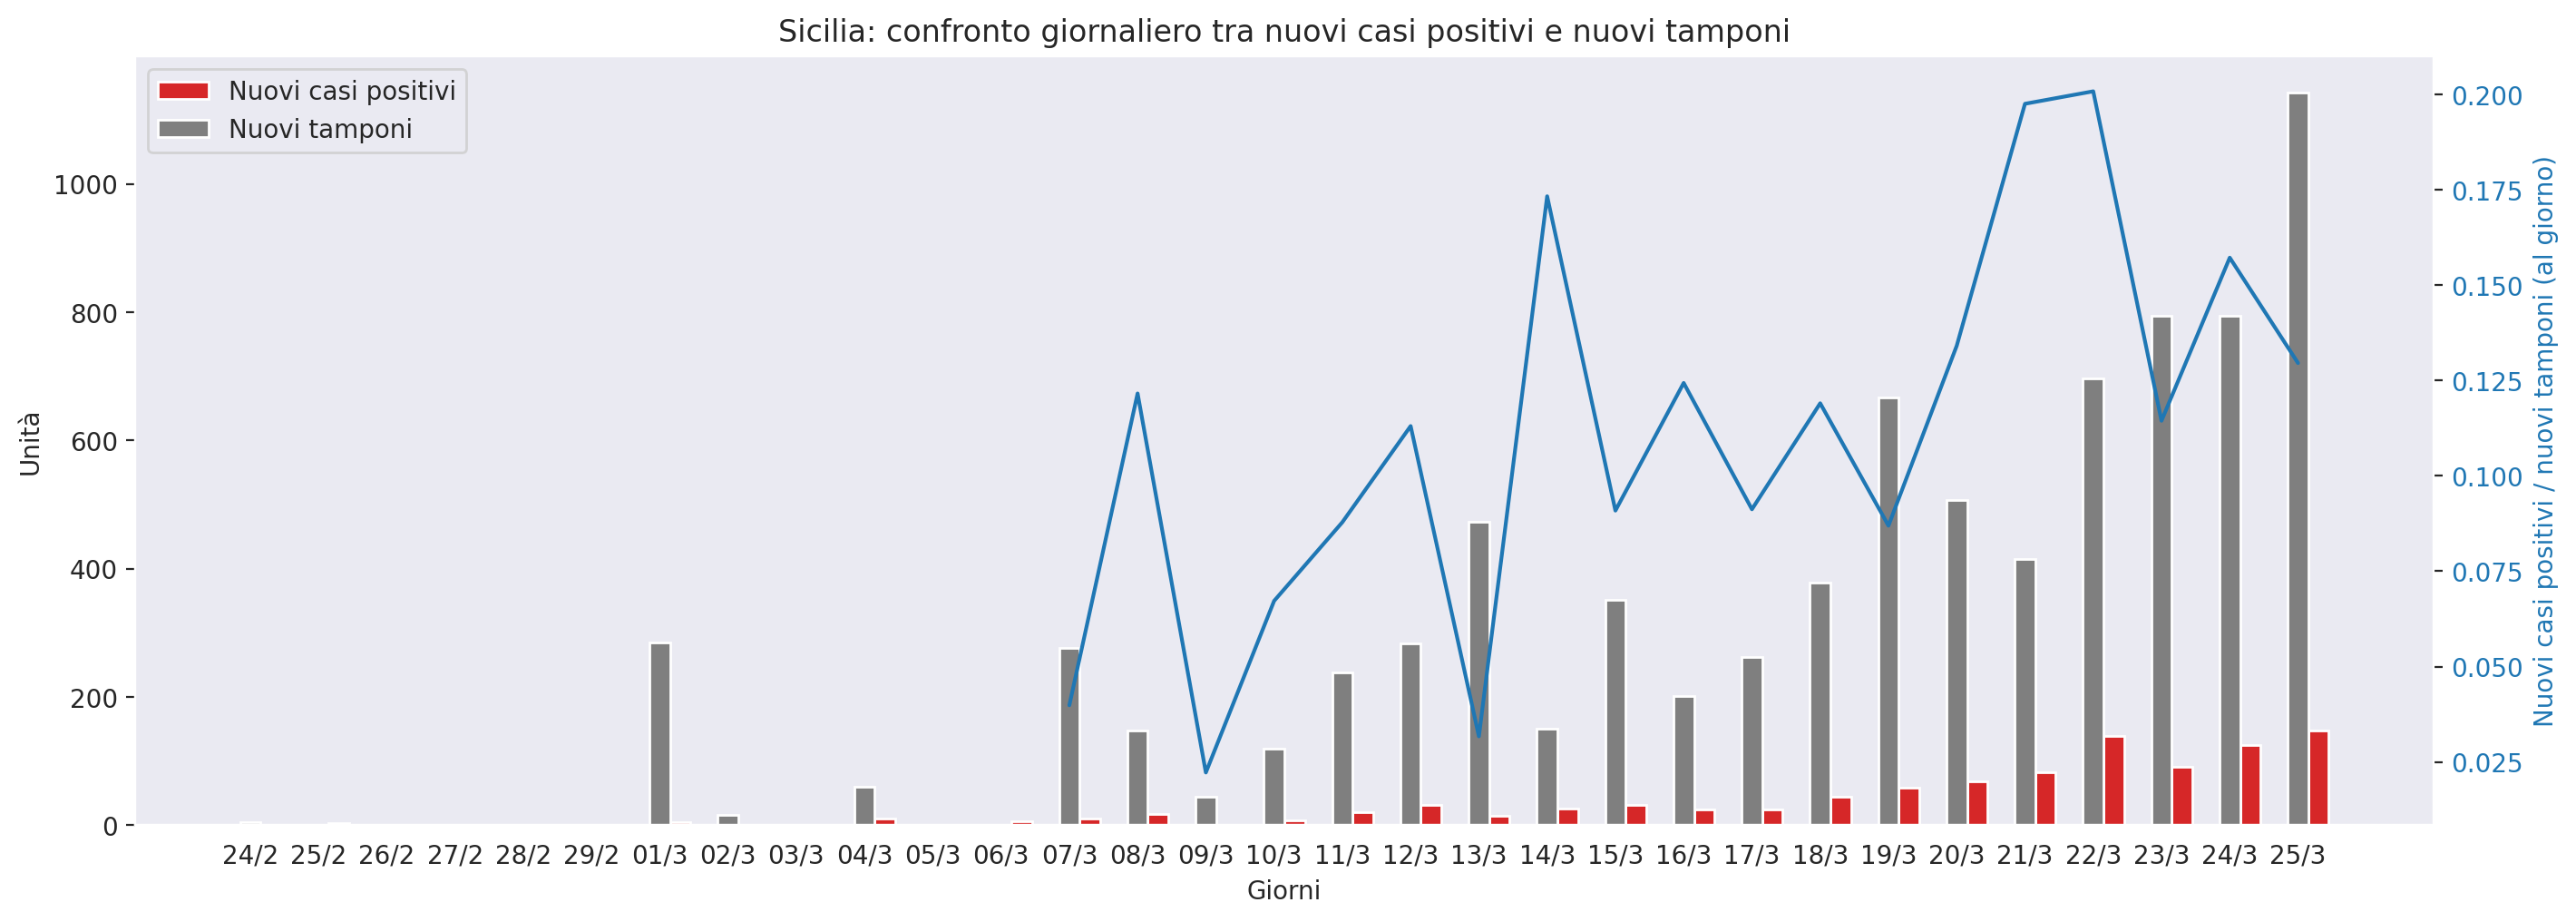 Sicilia: confronto giornaliero tra nuovi casi positivi e nuovi tamponi
Nuovi casi positivi
Nuovi tamponi
Unità
1000
800
600
400
200
0
0.200
0.175
0.150
0.125
0.100
0.075
0.050
0.025
Nuovi casi positivi / nuovi tamponi (al giorno)
24/2 25/2 26/2 27/2 28/2 29/2 01/3 02/3 03/3 04/3 05/3 06/3 07/3 08/3 09/3 10/3 11/3 12/3 13/3 14/3 15/3 16/3 17/3 18/3 19/3 20/3 21/3 22/3 23/3 24/3 25/3
Giorni